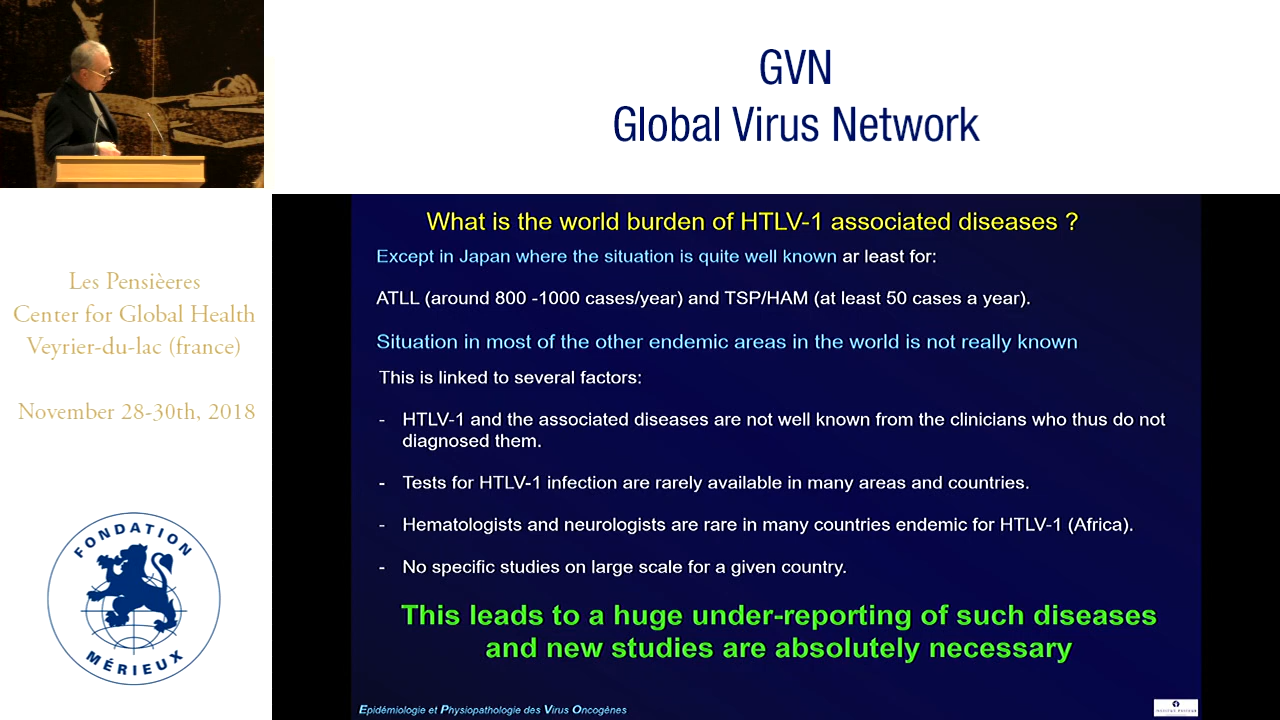 GVN
Global Virus Network
Les Pensièeres
Center for Global Health
Veyrier-du-lac (france)
November 28-30th, 2018
FONDATION
MÉRIEUX
What is the world burden of HTLV-1 associated diseases ?
Except in Japan where the situation is quite well known ar least for:
ATLL (around 800 -1000 cases/year) and TSP/HAM (at least 50 cases a year).
Situation in most of the other endemic areas in the world is not really known
This is linked to several factors:
- HTLV-1 and the associated diseases are not well known from the clinicians who thus do not
diagnosed them.
- Tests for HTLV-1 infection are rarely available in many areas and countries.
- Hematologists and neurologists are rare in many countries endemic for HTLV-1 (Africa).
- No specific studies on large scale for a given country.
This leads to a huge under-reporting of such diseases
and new studies are absolutely necessary
Epidémiologie et Physiopathologie des Virus Oncogènes
INSTITUT PASTEUR